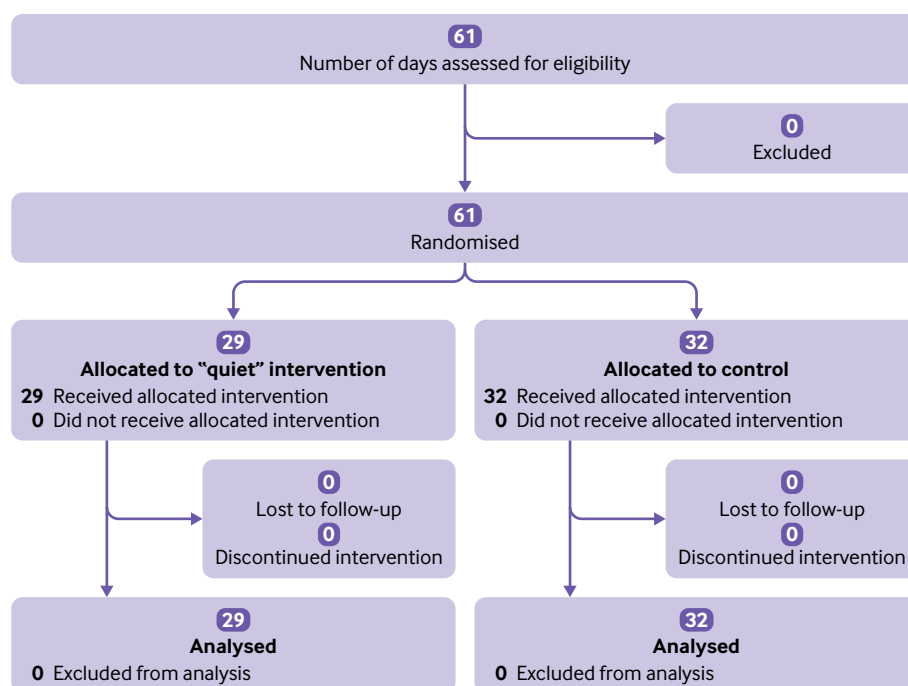 61
Number of days assessed for eligibility
0
Excluded
61
Randomised
29
Allocated to "quiet" intervention
29 Received allocated intervention
0 Did not receive allocated intervention
32
Allocated to control
32 Received allocated intervention
0 Did not receive allocated intervention
0
Lost to follow-up
0
Discontinued intervention
0
Lost to follow-up
0
Discontinued intervention
29
Analysed
0 Excluded from analysis
32
Analysed
0 Excluded from analysis